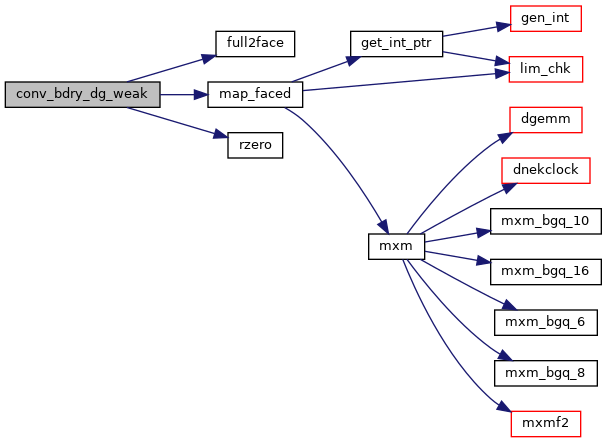 conv_bdry_dg_weak
full2face
map_faced
rzero
get_int_ptr
mxm
gen_int
lim_chk
dgemm
dnekclock
mxm_bgq_10
mxm_bgq_16
mxm_bgq_6
mxm_bgq_8
mxmf2